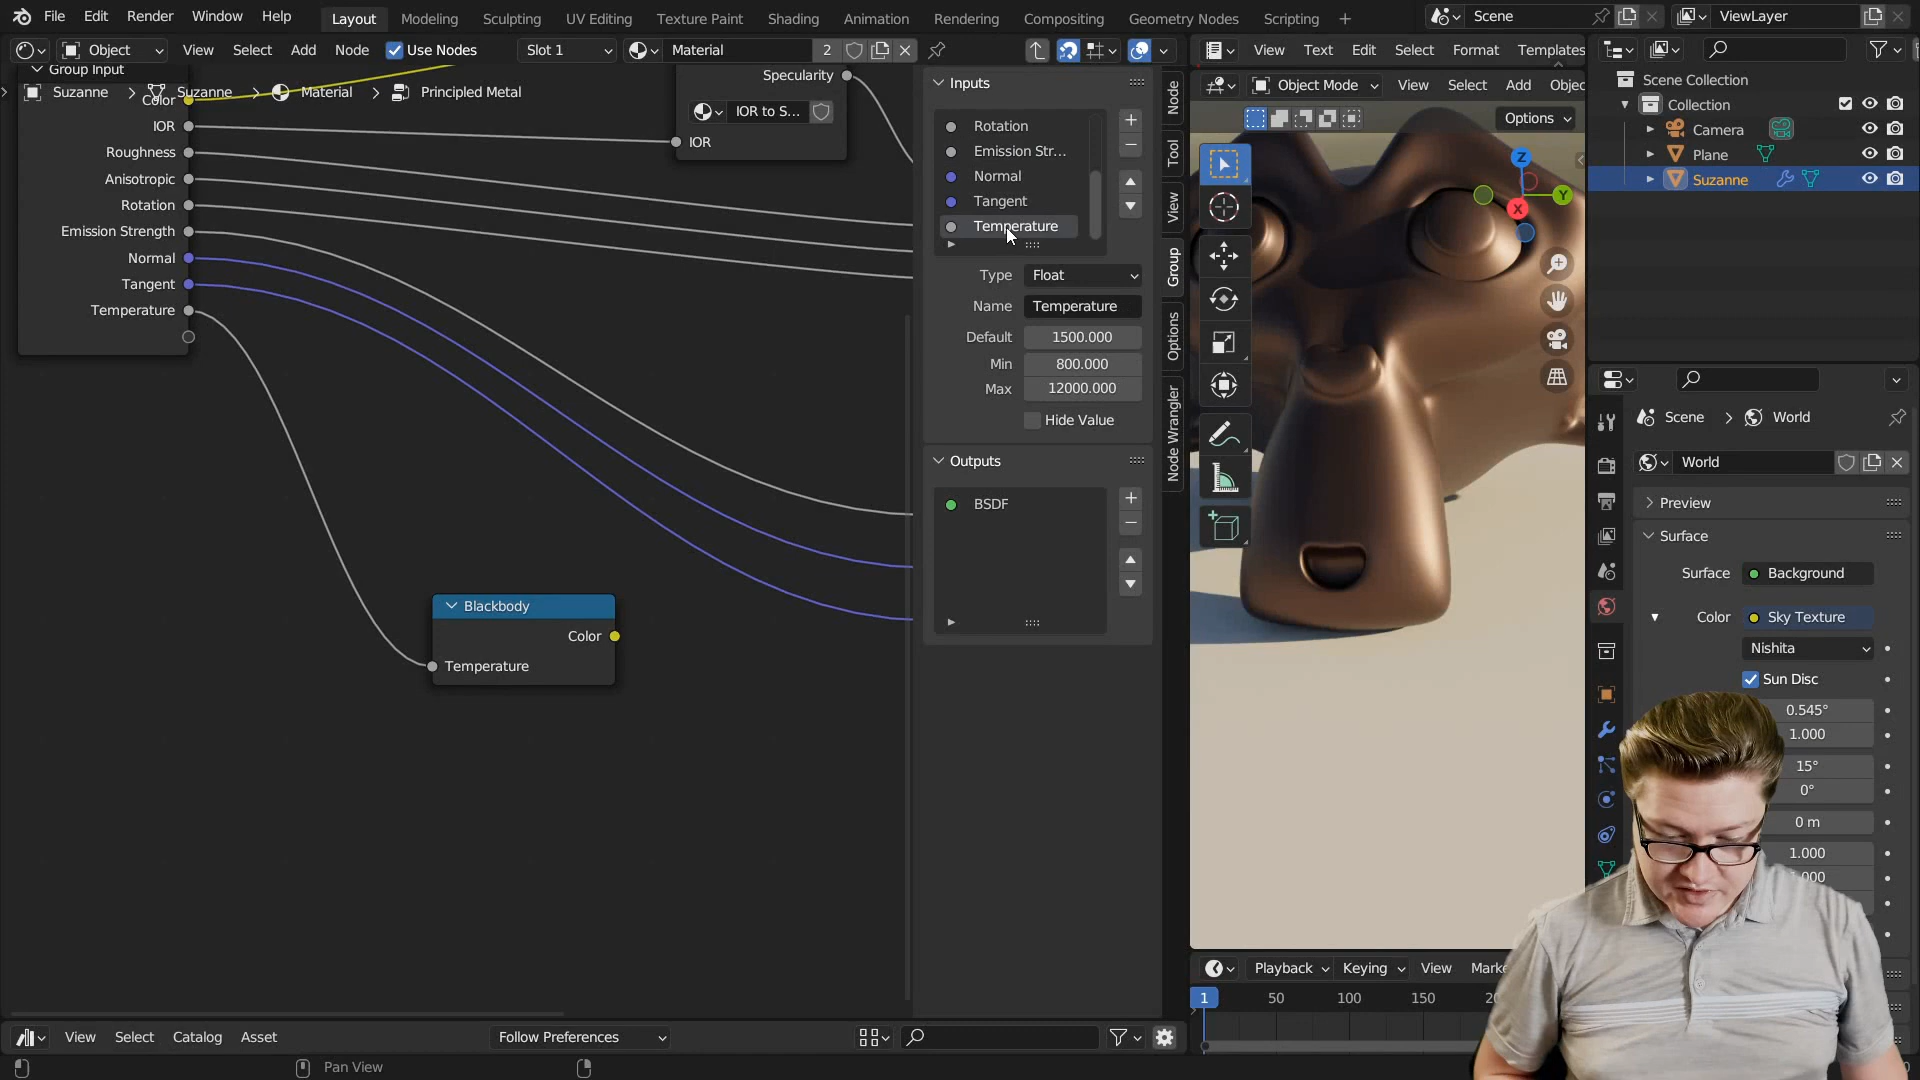 File Edit Render Window Help Layout Modeling Sculpting UV Editing Texture Paint Shading Animation Rendering Compositing Geometry Nodes Scripting + Scene ViewLayer
Object View Select Add Node Use Nodes Slot 1 Material 2 View Text Edit Select Format Templates
Group Input
Suzanne > Suzanne > Material > Principled Metal
Color
IOR
Roughness
Anisotropic
Rotation
Emission Strength
Normal
Tangent
Temperature
Specularity
IOR to S...
IOR
Blackbody
Color
Temperature
Inputs
Rotation
Emission Str...
Normal
Tangent
Temperature
Type Float
Name Temperature
Default 1500.000
Min 800.000
Max 12000.000
Hide Value
Outputs
BSDF
Node
Tool
View
Group
Options
Node Wrangler
Object Mode View Select Add Objec
Options
Z
Y
X
Scene Collection
Collection
Camera
Plane
Suzanne
Scene > World
World
Preview
Surface
Surface Background
Color Sky Texture
Nishita
Sun Disc
0.545°
1.000
15°
0°
0 m
1.000
Playback Keying View Marke
1 50 100 150
View Select Catalog Asset Follow Preferences
Pan View